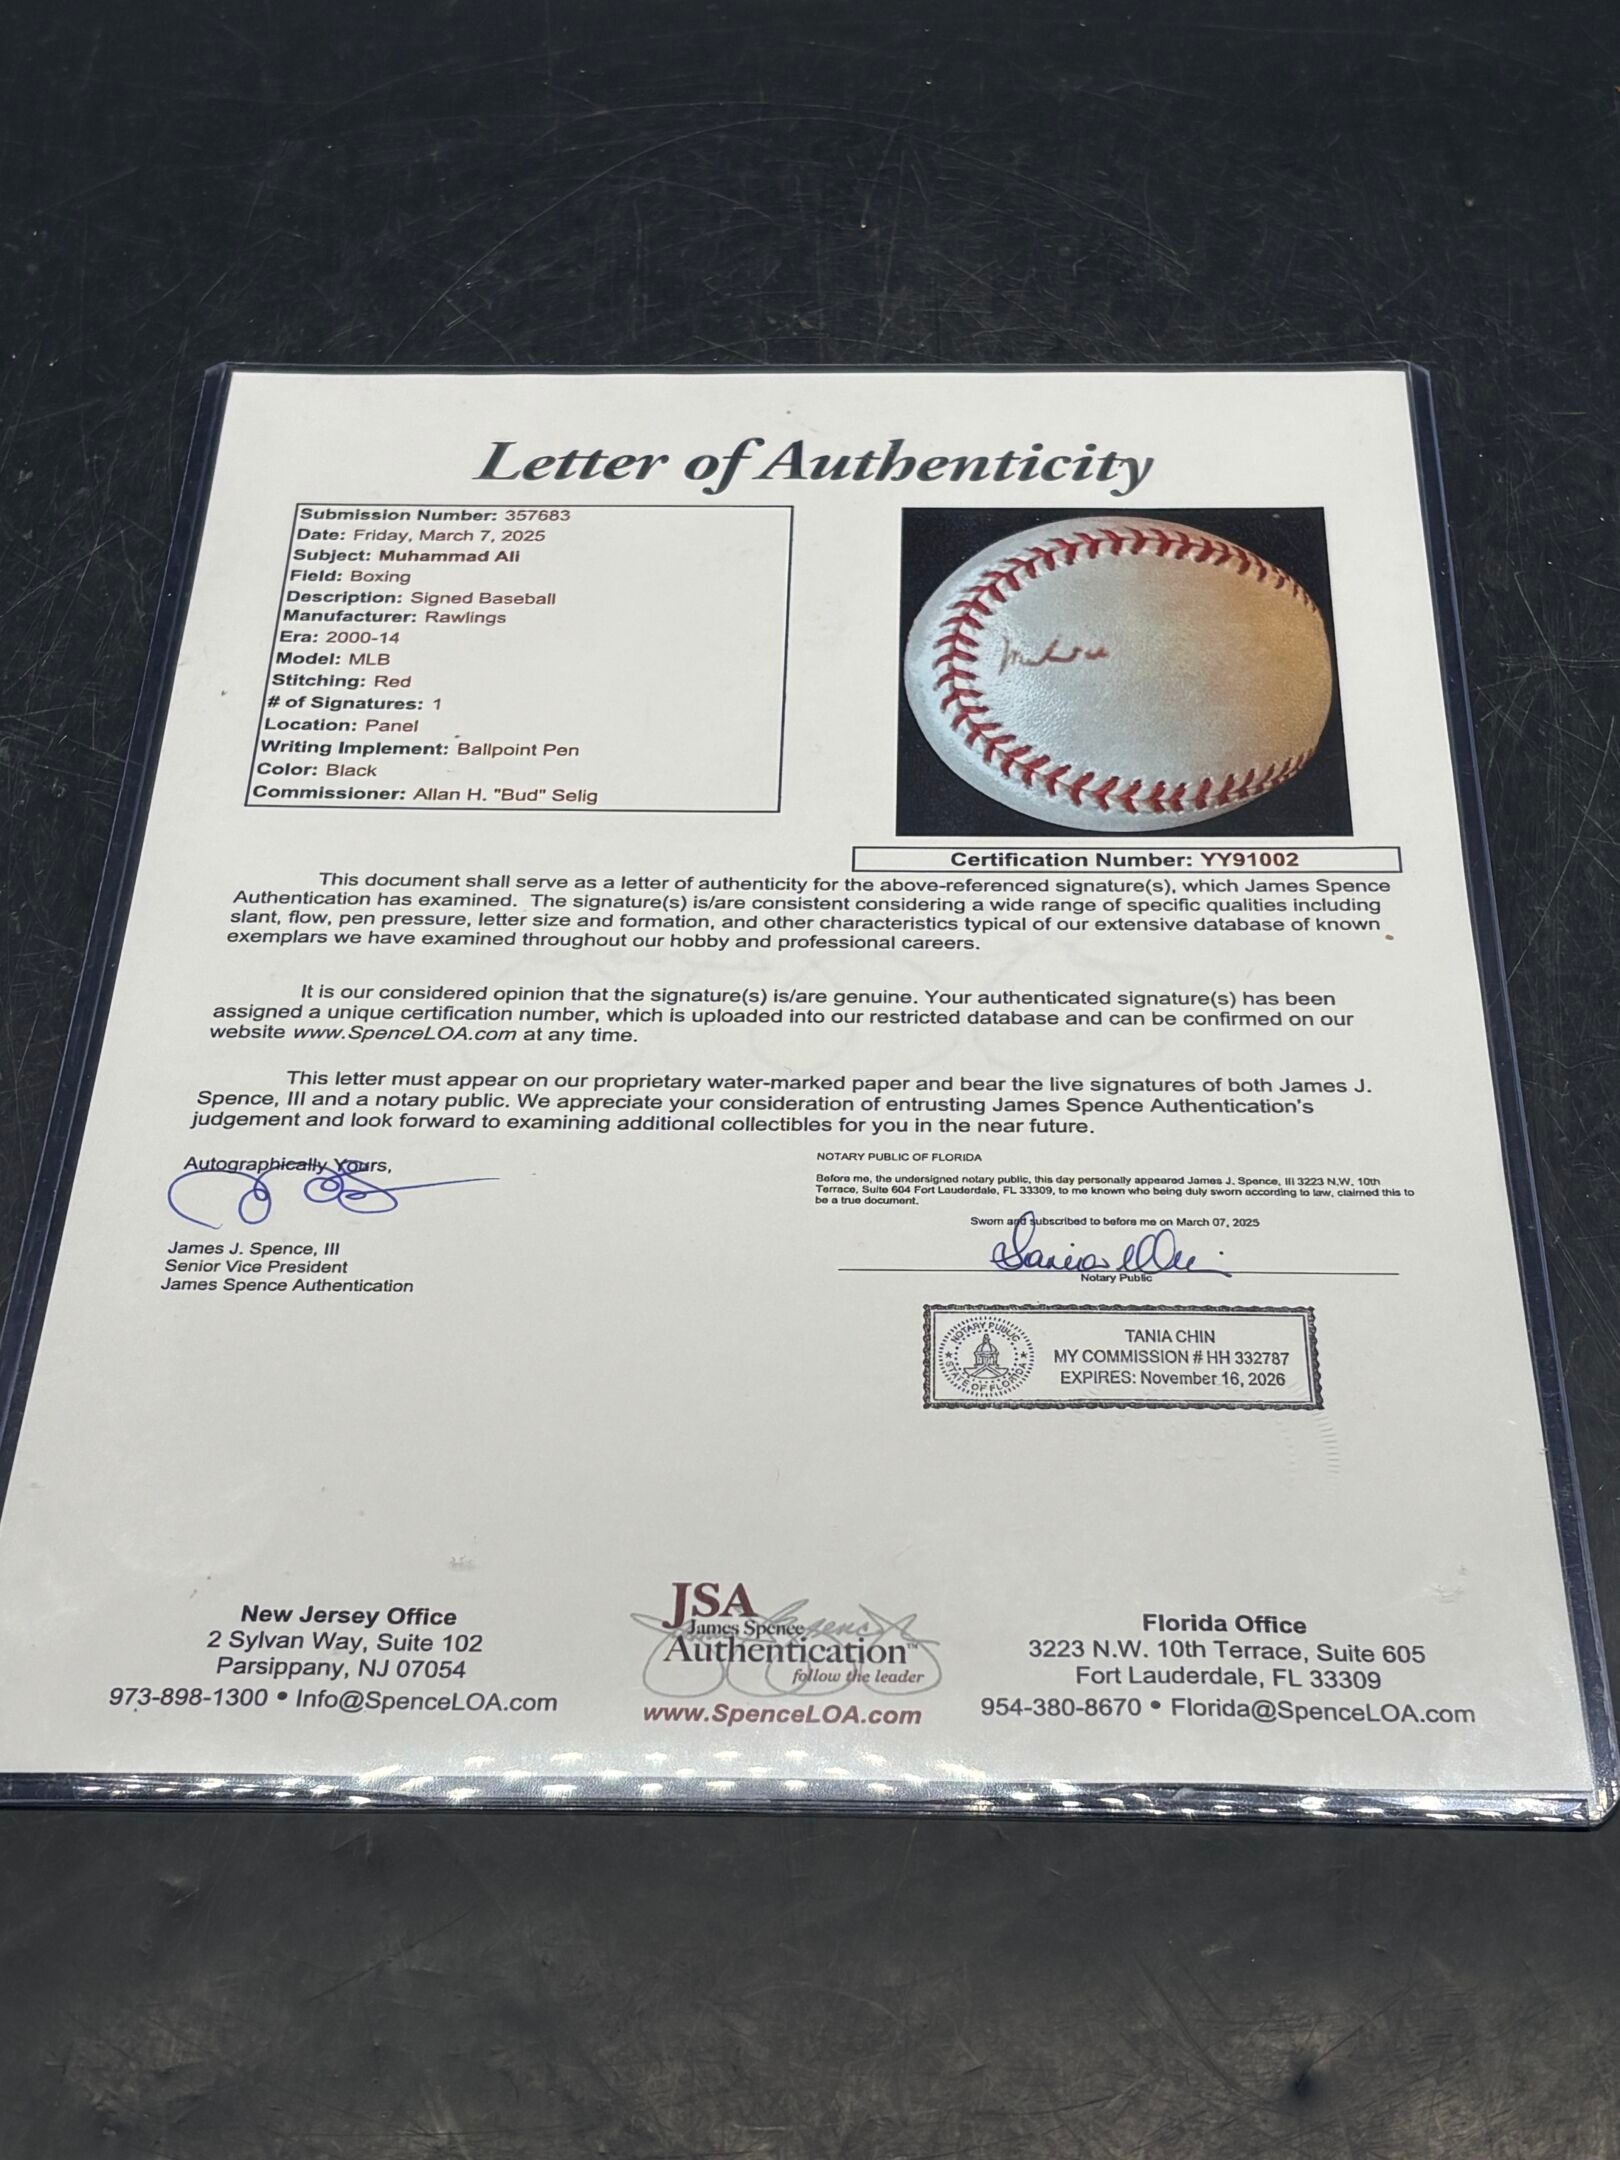 Letter of Authenticity
Submission Number: 357683
Date: Friday, March 7, 2025
Subject: Muhammad Ali
Field: Boxing
Description: Signed Baseball
Manufacturer: Rawlings
Era: 2000-14
Model: MLB
Stitching: Red
# of Signatures: 1
Location: Panel
Writing Implement: Ballpoint Pen
Color: Black
Commissioner: Allan H. "Bud" Selig
Certification Number: YY91002
This document shall serve as a letter of authenticity for the above-referenced signature(s), which James Spence
Authentication has examined. The signature(s) is/are consistent considering a wide range of specific qualities including
slant, flow, pen pressure, letter size and formation, and other characteristics typical of our extensive database of known
exemplars we have examined throughout our hobby and professional careers.
It is our considered opinion that the signature(s) is/are genuine. Your authenticated signature(s) has been
assigned a unique certification number, which is uploaded into our restricted database and can be confirmed on our
website www.SpenceLOA.com at any time.
This letter must appear on our proprietary water-marked paper and bear the live signatures of both James J.
Spence, III and a notary public. We appreciate your consideration of entrusting James Spence Authentication's
judgement and look forward to examining additional collectibles for you in the near future.
Autographically Yours,
James J. Spence, III
Senior Vice President
James Spence Authentication
NOTARY PUBLIC OF FLORIDA
Before me, the undersigned notary public, this day personally appeared James J. Spence, III 3223 N.W. 10th
Terrace, Suite 604 Fort Lauderdale, FL 33309, to me known who being duly sworn according to law, claimed this to
be a true document.
Sworn and subscribed to before me on March 07, 2025
Notary Public
NOTARY PUBLIC
STATE OF FLORIDA
TANIA CHIN
MY COMMISSION # HH 332787
EXPIRES: November 16, 2026
New Jersey Office
2 Sylvan Way, Suite 102
Parsippany, NJ 07054
973-898-1300 • Info@SpenceLOA.com
JSA
James Spence
Authentication™
follow the leader
www.SpenceLOA.com
Florida Office
3223 N.W. 10th Terrace, Suite 605
Fort Lauderdale, FL 33309
954-380-8670 • Florida@SpenceLOA.com